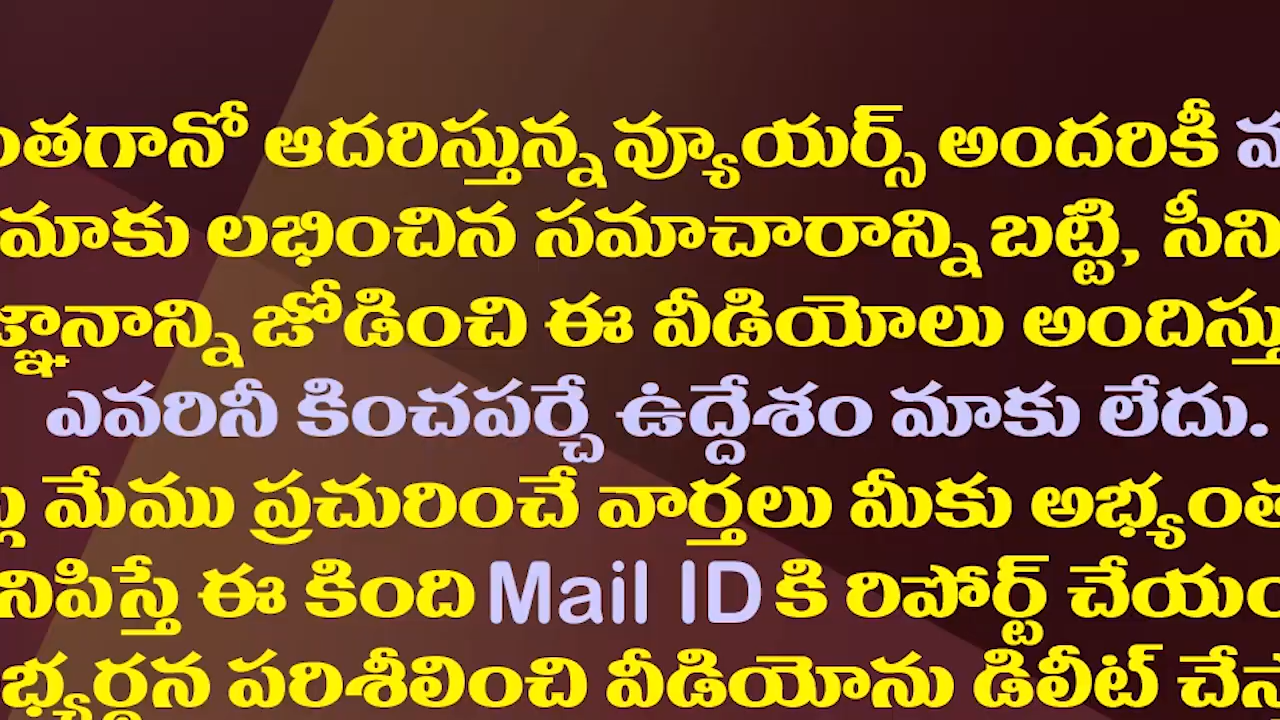 ంతగానో ఆదరిస్తున్న వ్యూయర్స్ అందరికీ
మాకు లభించిన సమాచారాన్ని బట్టి, సీని
జ్ఞానాన్ని జోడించి ఈ వీడియోలు అందిస్తు
ఎవరినీ కించపర్చే ఉద్దేశం మాకు లేదు.
మేము ప్రచురించే వార్తలు మీకు అభ్యంత
నిపిస్తే ఈ కింది Mail ID కి రిపోర్ట్ చేయం
భ్యర్థన పరిశీలించి వీడియోను డిలీట్ చేస